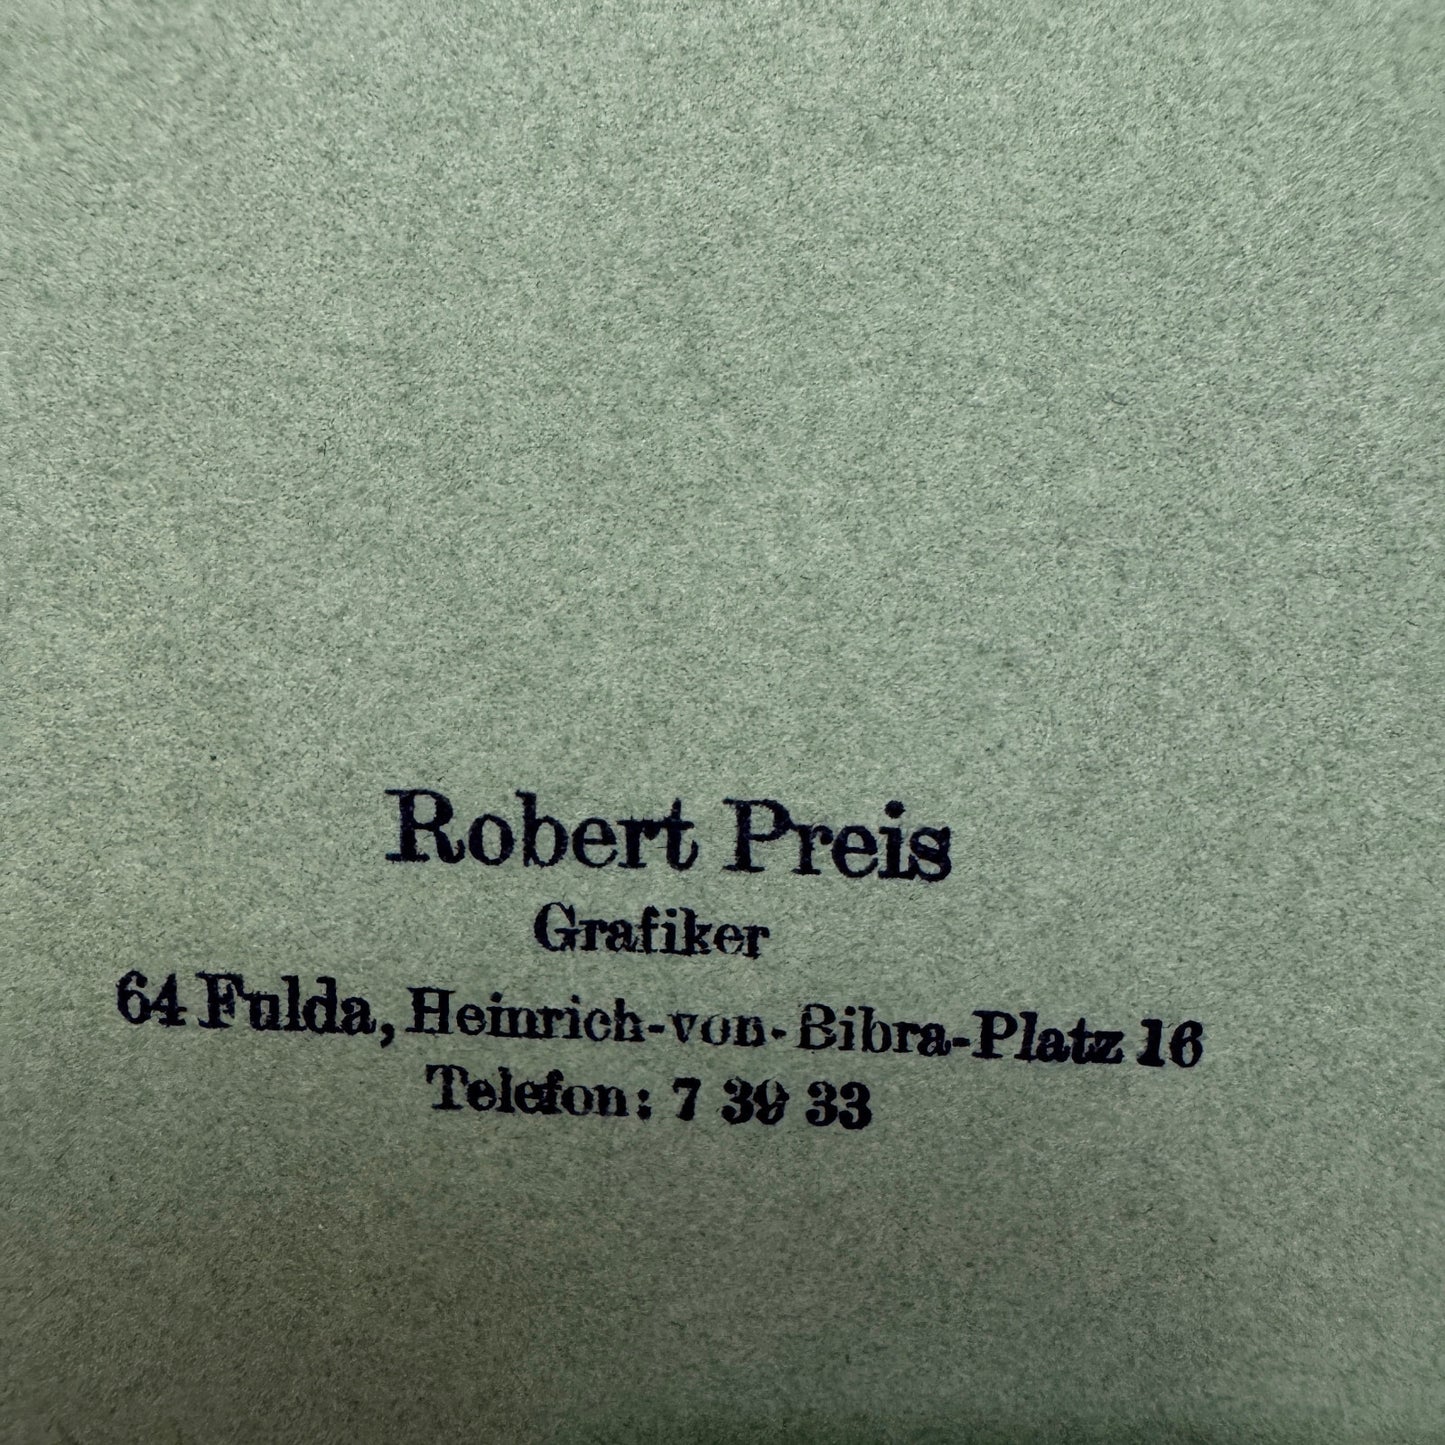 Robert Preis
Grafiker
64 Fulda, Heinrich-von-Bibra-Platz 16
Telefon: 7 39 33